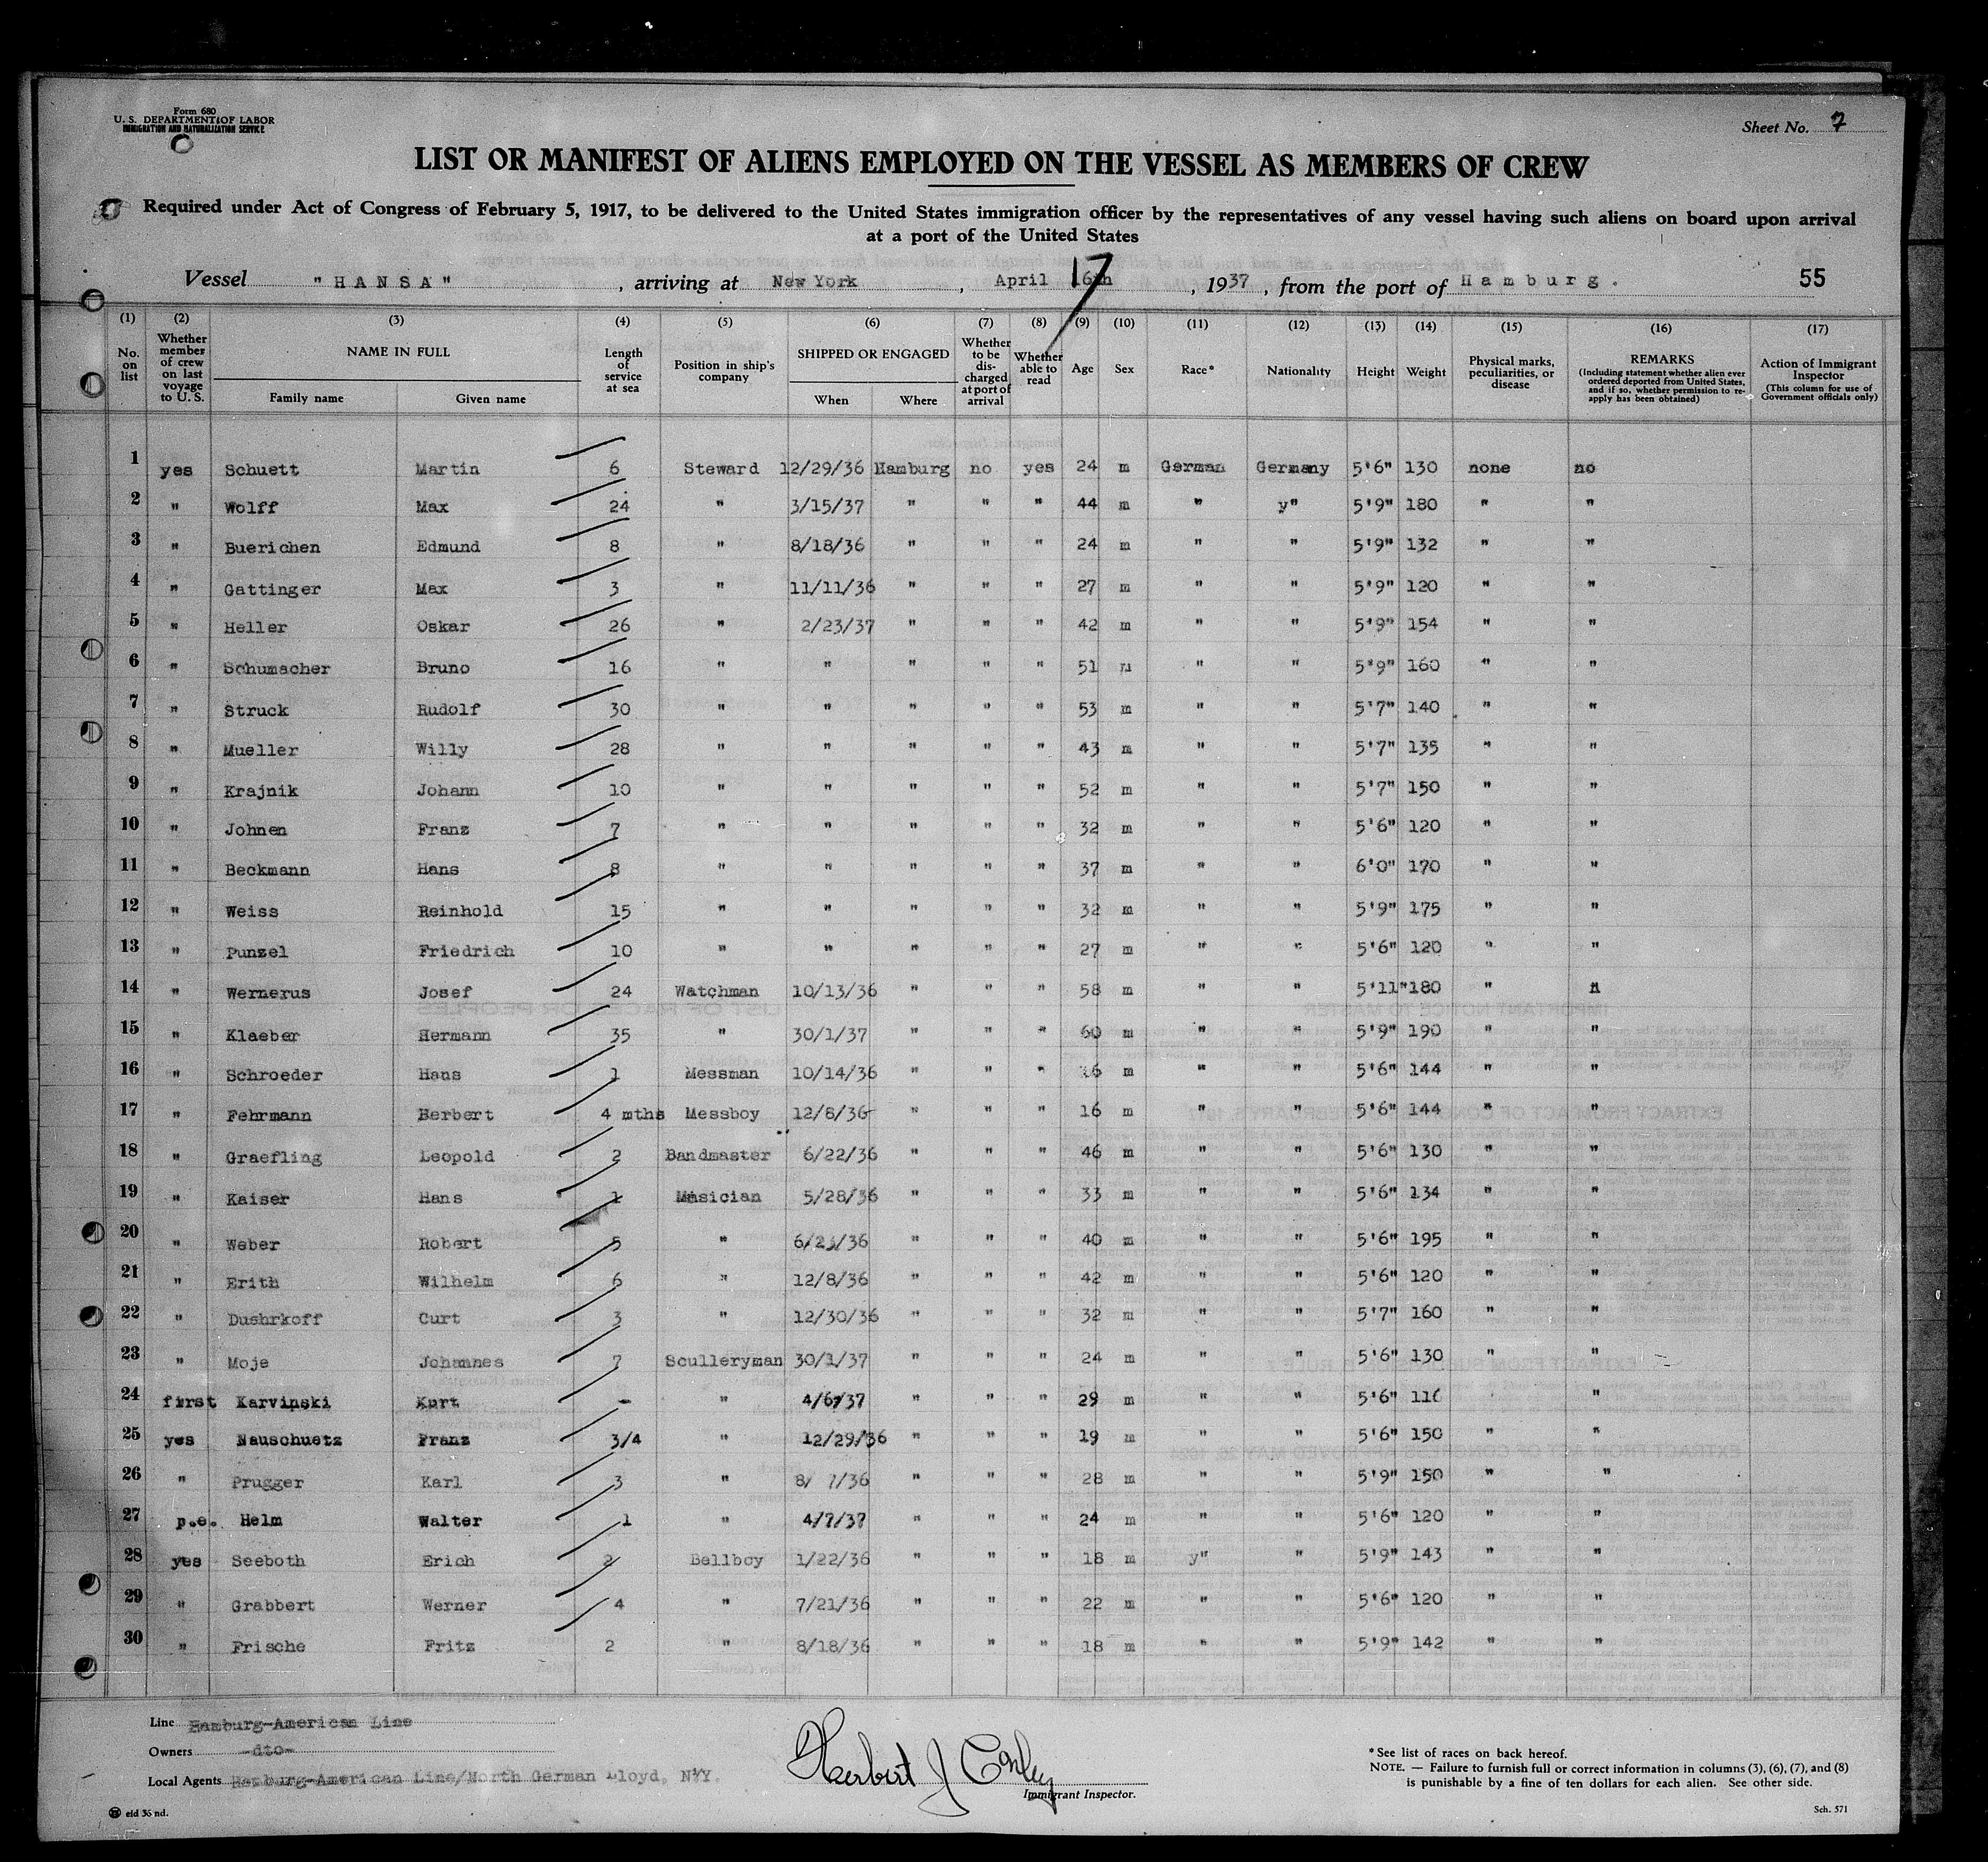 Form 680
U. S. DEPARTMENT OF LABOR
IMMIGRATION AND NATURALIZATION SERVICE
Sheet No. 7
LIST OR MANIFEST OF ALIENS EMPLOYED ON THE VESSEL AS MEMBERS OF CREW
Required under Act of Congress of February 5, 1917, to be delivered to the United States immigration officer by the representatives of any vessel having such aliens on board upon arrival
at a port of the United States
Vessel "HANSA", arriving at New York, April 16th 17, 1937, from the port of Hamburg. 55
(1) No. on list
(2) Whether member of crew on last voyage to U. S.
(3) NAME IN FULL Family name Given name
(4) Length of service at sea
(5) Position in ship's company
(6) SHIPPED OR ENGAGED When Where
(7) Whether to be discharged at port of arrival
(8) Whether able to read
(9) Age
(10) Sex
(11) Race*
(12) Nationality
(13) Height
(14) Weight
(15) Physical marks, peculiarities, or disease
(16) REMARKS (Including statement whether alien ever ordered deported from United States, and if so, whether permission to re-apply has been obtained)
(17) Action of Immigrant Inspector (This column for use of Government officials only)
1 yes Schuett Martin 6 Steward 12/29/36 Hamburg no yes 24 m German Germany 5'6" 130 none no
2 " Wolff Max 24 " 3/15/37 " " " 44 m " y" 5'9" 180 " "
3 " Buerichen Edmund 8 " 8/18/36 " " " 24 m " " 5'9" 132 " "
4 " Gattinger Max 3 " 11/11/36 " " " 27 m " " 5'9" 120 " "
5 " Heller Oskar 26 " 2/23/37 " " " 42 m " " 5'9" 154 " "
6 " Schumacher Bruno 16 " " " " " 51 m " " 5'9" 160 " "
7 " Struck Rudolf 30 " " " " " 53 m " " 5'7" 140 " "
8 " Mueller Willy 28 " " " " " 43 m " " 5'7" 135 " "
9 " Krajnik Johann 10 " " " " " 52 m " " 5'7" 150 " "
10 " Johnen Franz 7 " " " " " 32 m " " 5'6" 120 " "
11 " Beckmann Hans 8 " " " " " 37 m " " 6'0" 170 " "
12 " Weiss Reinhold 15 " " " " " 32 m " " 5'9" 175 " "
13 " Punzel Friedrich 10 " " " " " 27 m " " 5'6" 120 " "
14 " Wernerus Josef 24 Watchman 10/13/36 " " " 58 m " " 5'11" 180 " "
15 " Klaeber Hermann 35 " 30/1/37 " " " 60 m " " 5'9" 190 " "
16 " Schroeder Hans 1 Messman 10/14/36 " " " 16 m " " 5'6" 144 " "
17 " Fehrmann Herbert 4 mths Messboy 12/8/36 " " " 16 m " " 5'6" 144 " "
18 " Graefling Leopold 2 Bandmaster 6/22/36 " " " 46 m " " 5'6" 130 " "
19 " Kaiser Hans 1 Musician 5/28/36 " " " 33 m " " 5'6" 134 " "
20 " Weber Robert 5 " " " " 40 m " " 5'6" 195 " "
21 " Erith Wilhelm 6 " 12/8/36 " " " 42 m " " 5'6" 120 " "
22 " Dushrkoff Curt 3 " 12/30/36 " " " 32 m " " 5'7" 160 " "
23 " Moje Johannes 7 Sculleryman 30/1/37 " " " 24 m " " 5'6" 130 " "
24 first Karvinski Kurt - " 4/6/37 " " " 29 m " " 5'6" "
25 yes Nauschuetz Franz 3/4 " 12/29/36 " " " 19 m " " 5'6" 150 " "
26 " Prugger Karl 3 " 8/ 7/36 " " " 28 m " " 5'9" 150 " "
27 p.e. Helm Walter 1 " 4/7/37 " " " 24 m " " 5'6" 120 " "
28 yes Seeboth Erich 2 Bellboy 1/22/36 " " " 18 m y" " 5'9" 143 " "
29 " Grabbert Werner 4 " 7/21/36 " " " 22 m " " 5'6" 120 " "
30 " Frische Fritz 2 " 8/18/36 " " " 18 m " " 5'9" 142 " "
Line Hamburg-American Line
Owners -dto-
Local Agents Hamburg-American Line/North German Lloyd, N.Y.
Herbert J Conley
Immigrant Inspector.
*See list of races on back hereof.
NOTE. — Failure to furnish full or correct information in columns (3), (6), (7), and (8)
is punishable by a fine of ten dollars for each alien. See other side.
eld 36 nd.
Sch. 571